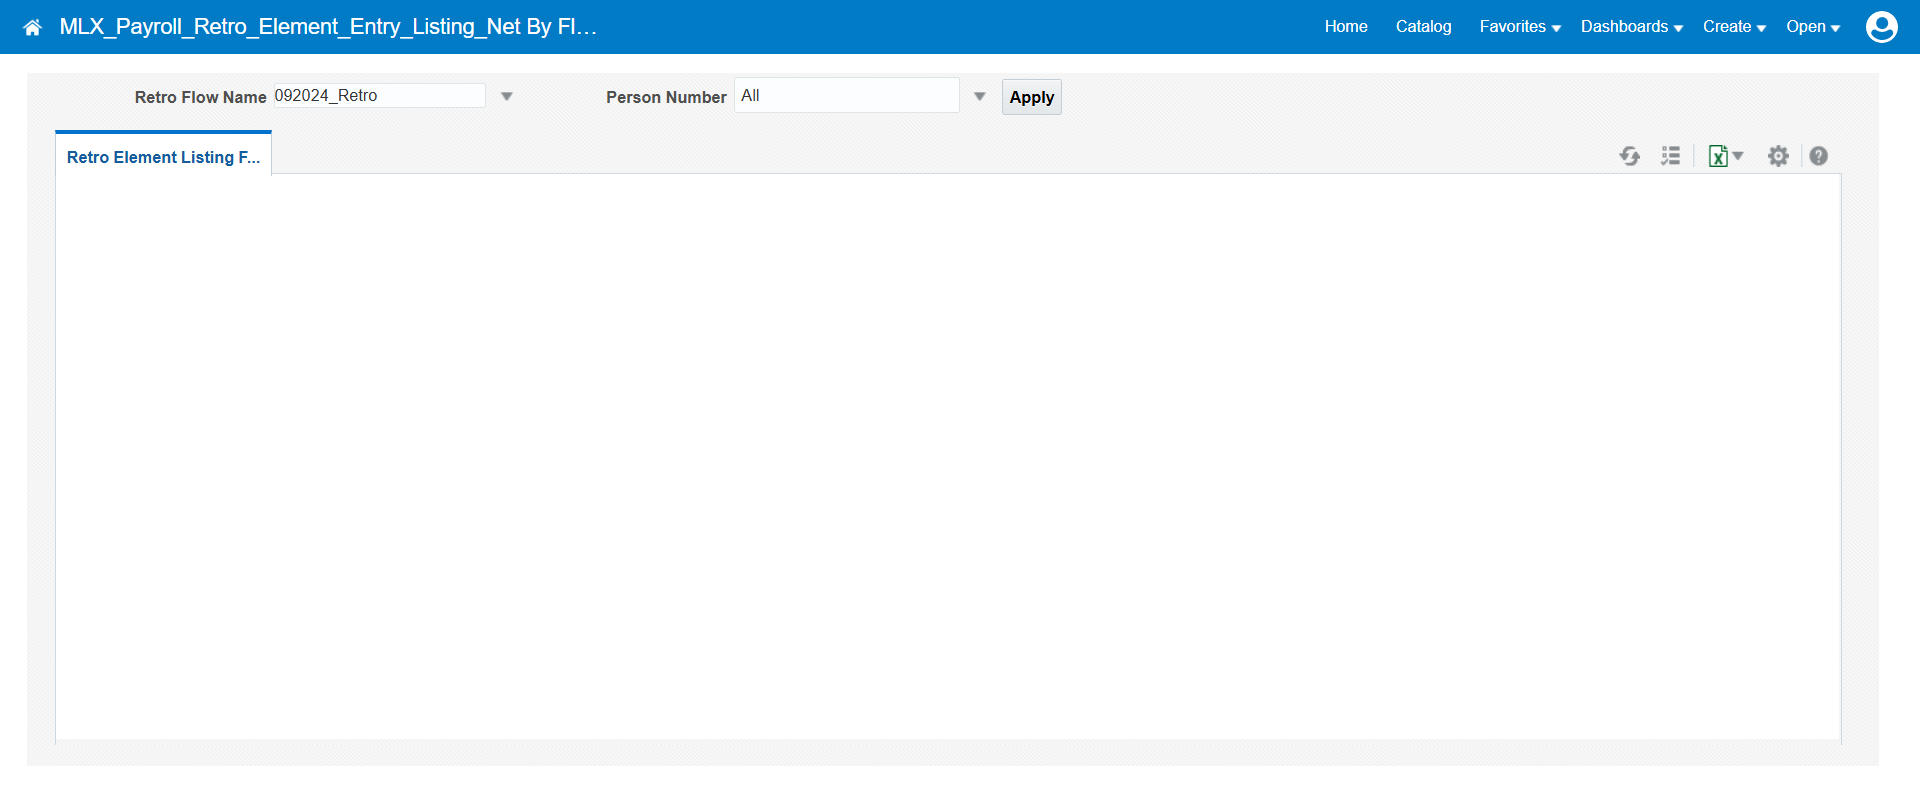 MLX_Payroll_Retro_Element_Entry_Listing_Net By Fl...
Home Catalog Favorites Dashboards Create Open
Retro Flow Name 092024_Retro Person Number All Apply
Retro Element Listing F...